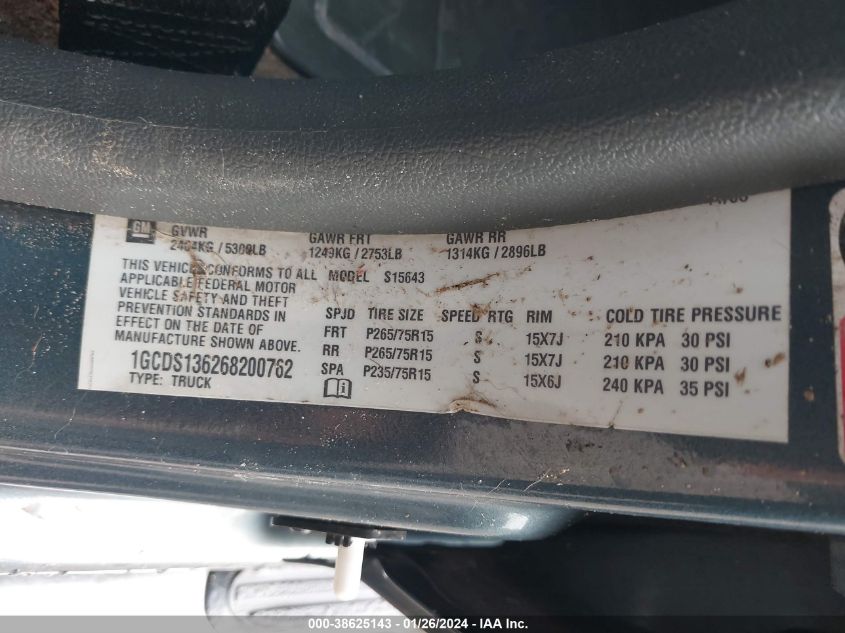 GM GVWR GAWR FRT GAWR RR
2404KG / 5300LB 1249KG / 2753LB 1314KG / 2896LB
THIS VEHICLE CONFORMS TO ALL
APPLICABLE FEDERAL MOTOR
VEHICLE SAFETY AND THEFT
PREVENTION STANDARDS IN
EFFECT ON THE DATE OF
MANUFACTURE SHOWN ABOVE.
1GCDS136268200762
TYPE: TRUCK
MODEL S15643
SPJD TIRE SIZE SPEED RTG RIM COLD TIRE PRESSURE
FRT P265/75R15 S 15X7J 210 KPA 30 PSI
RR P265/75R15 S 15X7J 210 KPA 30 PSI
SPA P235/75R15 S 15X6J 240 KPA 35 PSI
1-000-38625143 - 01/26/2024 - IAA Inc.